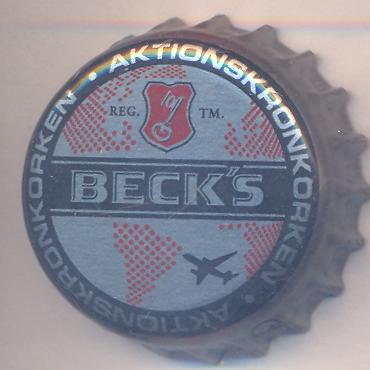 • AKTIONSKRONKORKEN • AKTIONSKRONKORKEN
REG. TM.
BECK'S